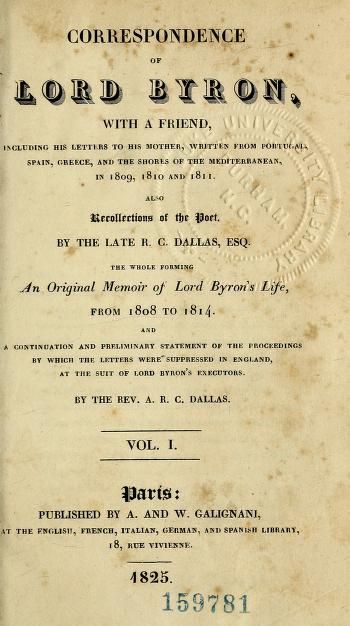 CORRESPONDENCE
OF
LORD BYRON,
WITH A FRIEND,
INCLUDING HIS LETTERS TO HIS MOTHER, WRITTEN FROM PORTUGAL,
SPAIN, GREECE, AND THE SHORES OF THE MEDITERRANEAN,
IN 1809, 1810 AND 1811.
ALSO
Recollections of the Poet.
BY THE LATE R. C. DALLAS, ESQ.
THE WHOLE FORMING
An Original Memoir of Lord Byron's Life,
FROM 1808 TO 1814.
AND
A CONTINUATION AND PRELIMINARY STATEMENT OF THE PROCEEDINGS
BY WHICH THE LETTERS WERE SUPPRESSED IN ENGLAND,
AT THE SUIT OF LORD BYRON'S EXECUTORS.
BY THE REV. A. R. C. DALLAS.
VOL. I.
Paris:
PUBLISHED BY A. AND W. GALIGNANI,
AT THE ENGLISH, FRENCH, ITALIAN, GERMAN, AND SPANISH LIBRARY,
18, RUE VIVIENNE.
1825.
159781
UNIVERSITY LIBRARY
DURHAM
N.C.